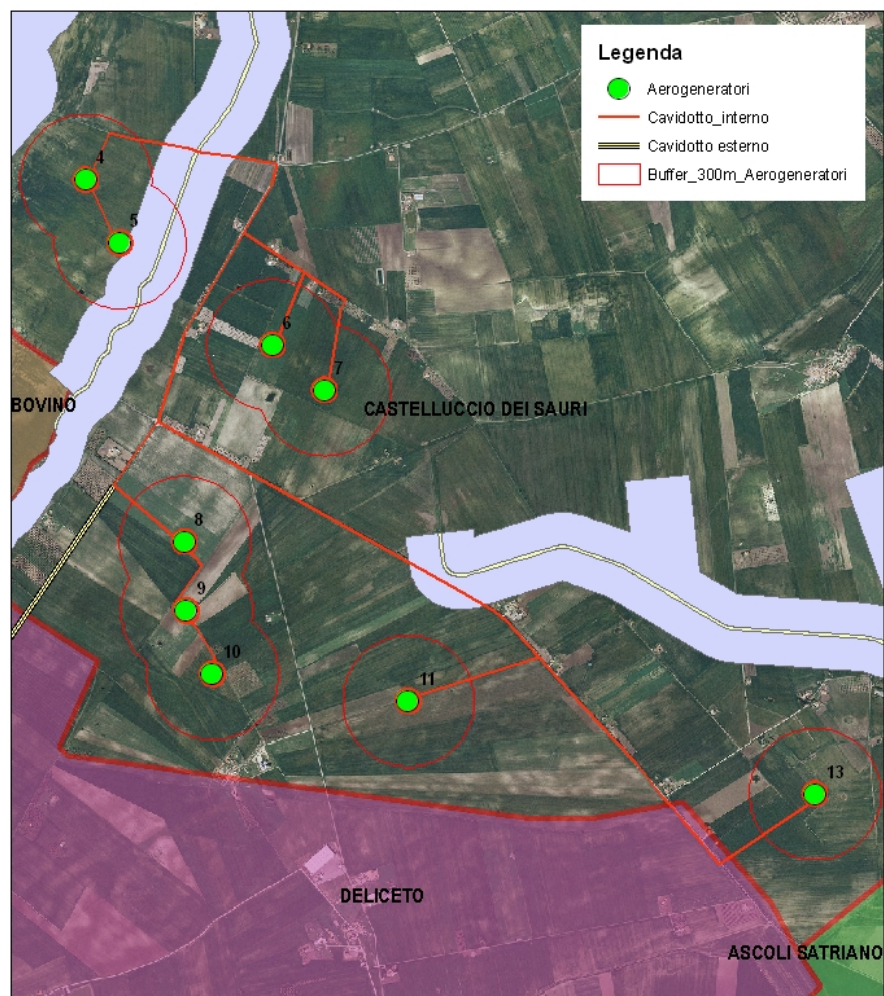 Legenda
Aerogeneratori
Cavidotto_interno
Cavidotto esterno
Buffer_300m_Aerogeneratori
4
5
6
7
BOVINO
CASTELLUCCIO DEI SAURI
8
9
10
11
13
DELICETO
ASCOLI SATRIANO